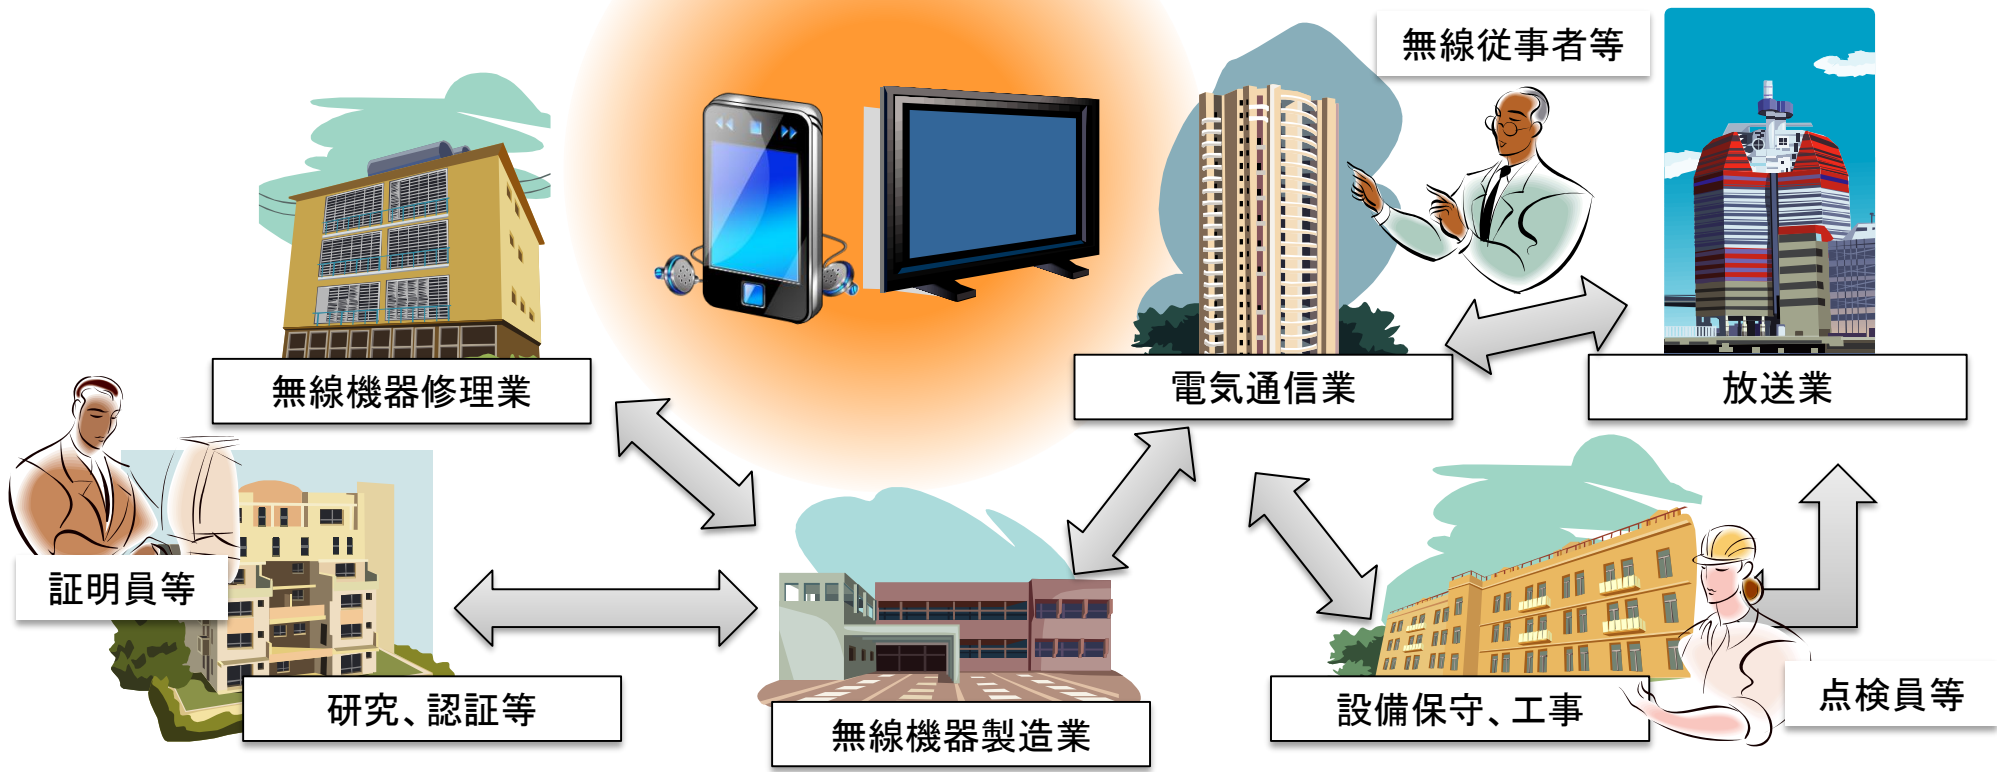 無線従事者等
無線機器修理業
電気通信業
放送業
証明員等
研究、認証等
無線機器製造業
設備保守、工事
点検員等